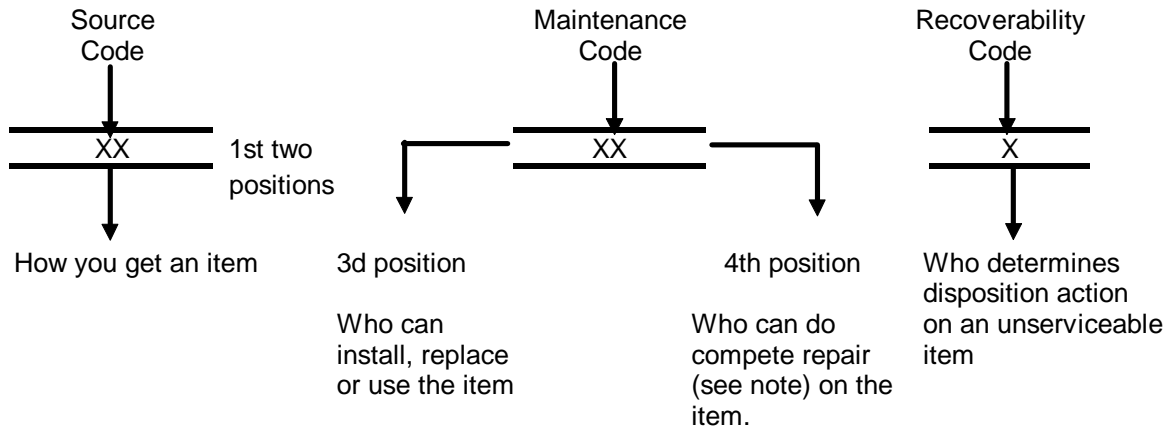 Source
Code
Maintenance
Code
Recoverability
Code
XX
1st two
positions
XX
X
How you get an item
3d position
Who can
install, replace
or use the item
4th position
Who can do
compete repair
(see note) on the
item.
Who determines
disposition action
on an unserviceable
item